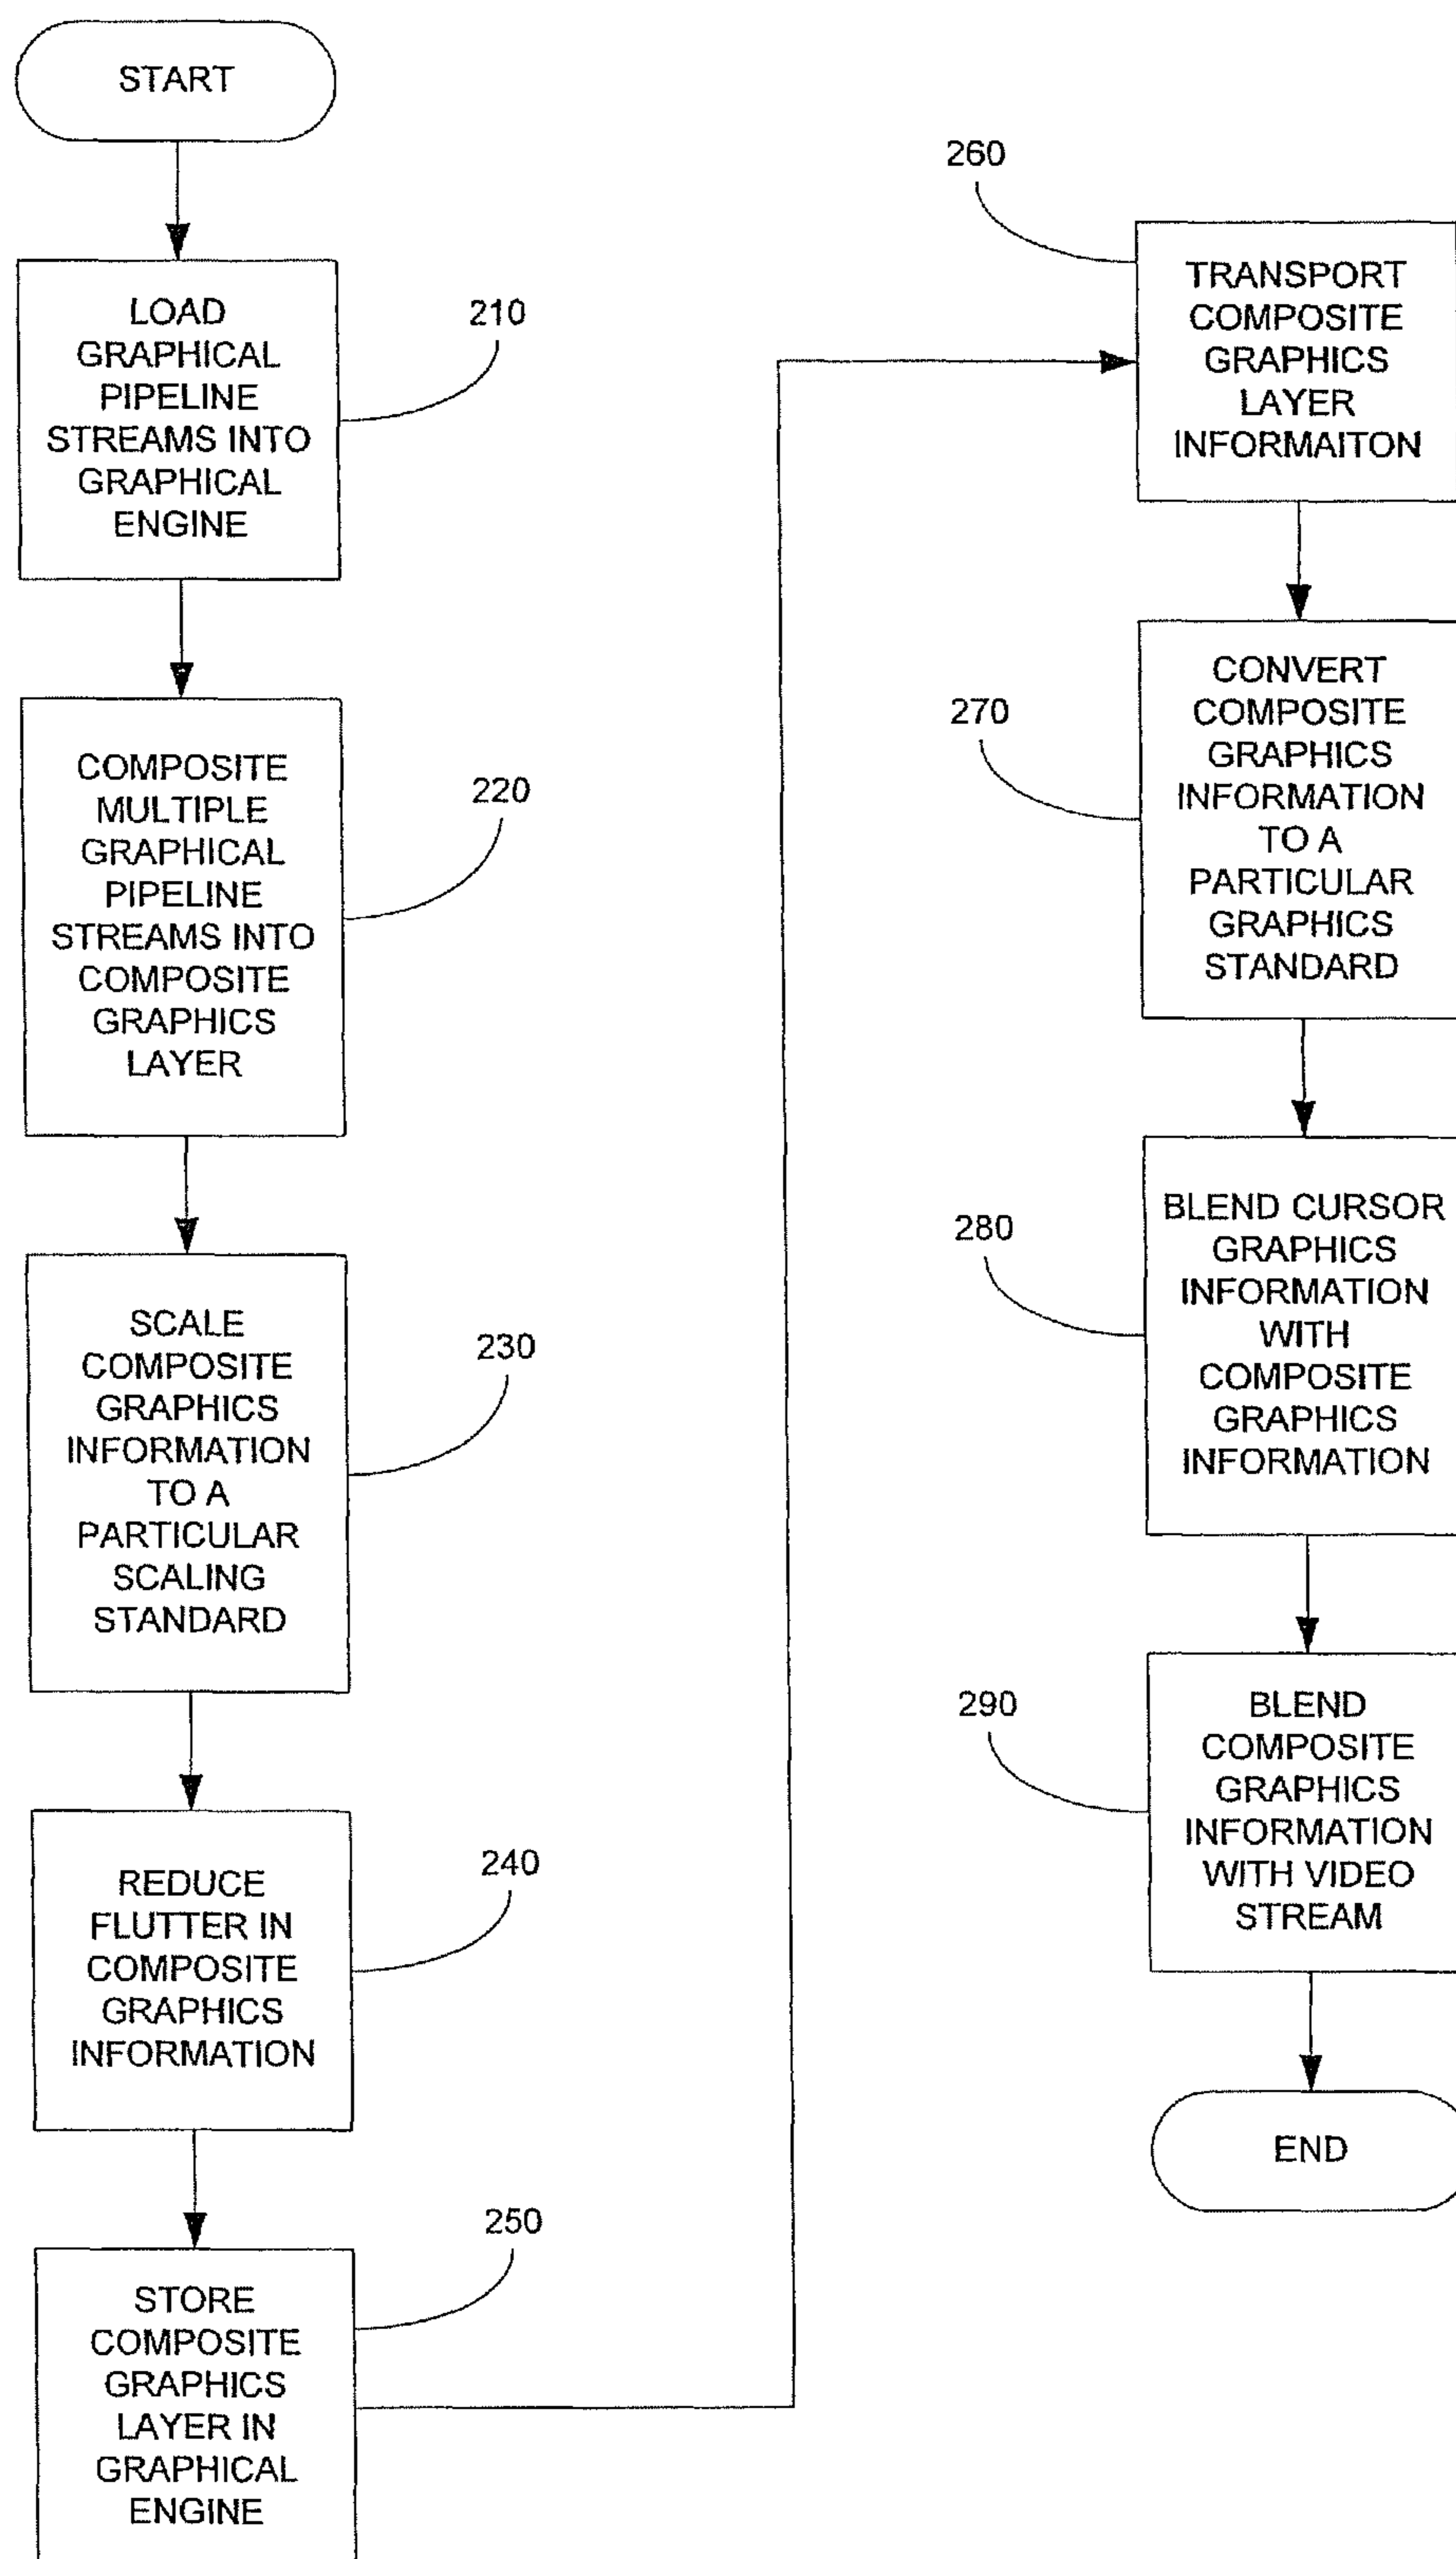 START
LOAD
GRAPHICAL
PIPELINE
STREAMS INTO
GRAPHICAL
ENGINE
210
COMPOSITE
MULTIPLE
GRAPHICAL
PIPELINE
STREAMS INTO
COMPOSITE
GRAPHICS
LAYER
220
SCALE
COMPOSITE
GRAPHICS
INFORMATION
TO A
PARTICULAR
SCALING
STANDARD
230
REDUCE
FLUTTER IN
COMPOSITE
GRAPHICS
INFORMATION
240
STORE
COMPOSITE
GRAPHICS
LAYER IN
GRAPHICAL
ENGINE
250
260
TRANSPORT
COMPOSITE
GRAPHICS
LAYER
INFORMAITON
270
CONVERT
COMPOSITE
GRAPHICS
INFORMATION
TO A
PARTICULAR
GRAPHICS
STANDARD
280
BLEND CURSOR
GRAPHICS
INFORMATION
WITH
COMPOSITE
GRAPHICS
INFORMATION
290
BLEND
COMPOSITE
GRAPHICS
INFORMATION
WITH VIDEO
STREAM
END